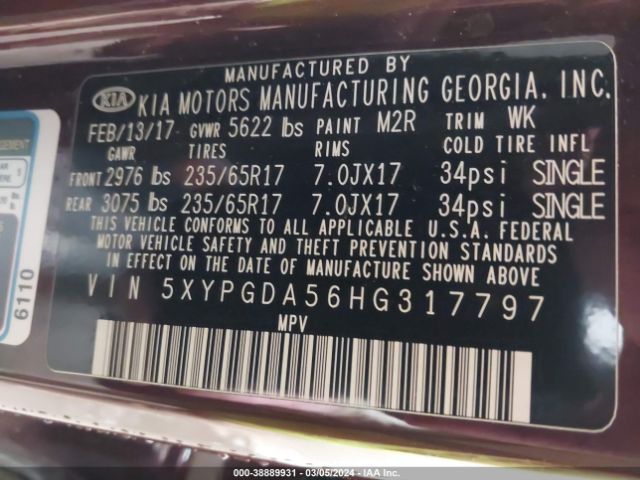 MANUFACTURED BY
KIA KIA MOTORS MANUFACTURING GEORGIA, INC.
FEB/13/17 GVWR 5622 lbs PAINT M2R TRIM WK
GAWR TIRES RIMS COLD TIRE INFL
FRONT 2976 lbs 235/65R17 7.0JX17 34psi SINGLE
REAR 3075 lbs 235/65R17 7.0JX17 34psi SINGLE
THIS VEHICLE CONFORMS TO ALL APPLICABLE U.S.A. FEDERAL
MOTOR VEHICLE SAFETY AND THEFT PREVENTION STANDARDS
IN EFFECT ON THE DATE OF MANUFACTURE SHOWN ABOVE
VIN 5XYPGDA56HG317797
MPV
6110
000-38889931 - 03/05/2024 - IAAI.COM